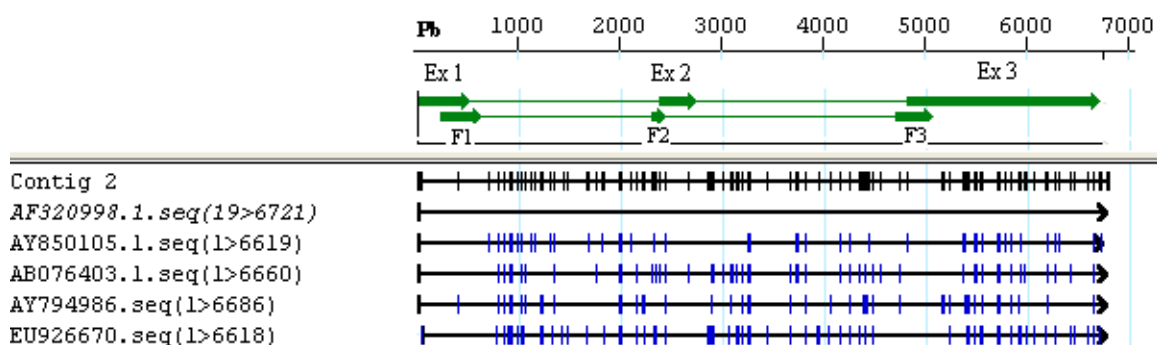 Pb 1000 2000 3000 4000 5000 6000 7000
Ex 1 Ex 2 Ex 3
F1 F2 F3
Contig 2
AF320998.1.seq(19>6721)
AY850105.1.seq(1>6619)
AB076403.1.seq(1>6660)
AY794986.seq(1>6686)
EU926670.seq(1>6618)